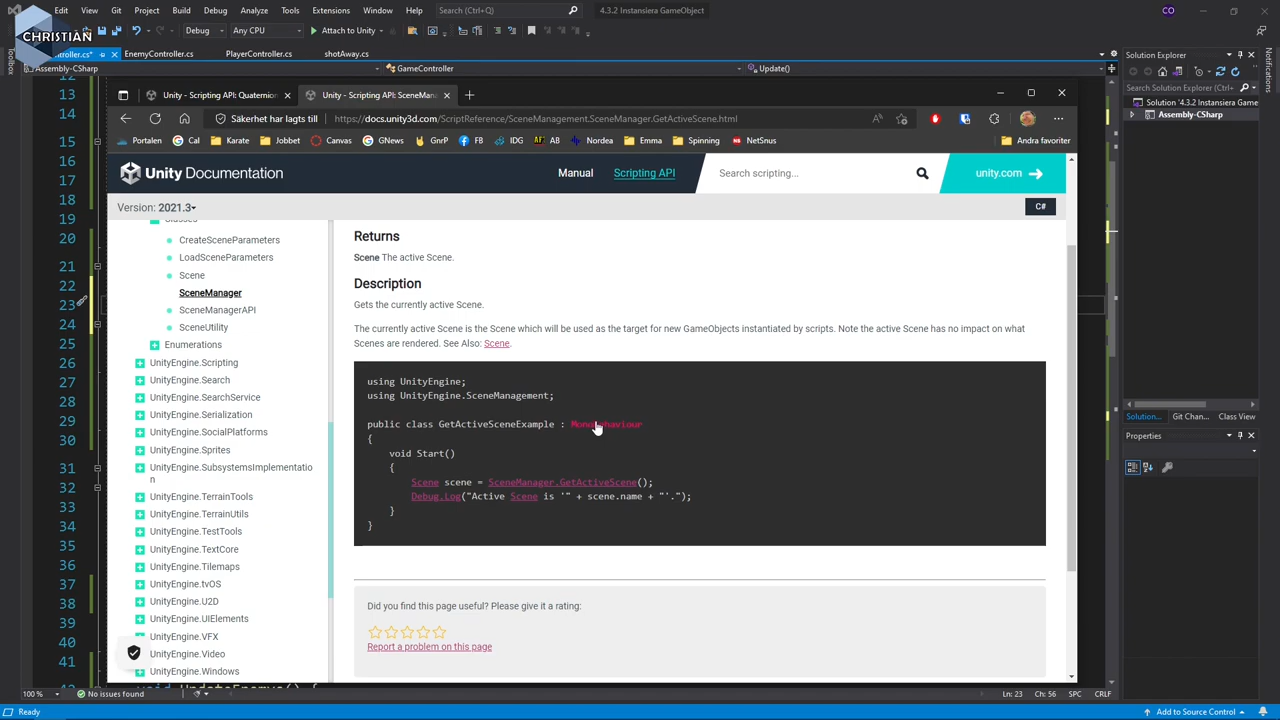 File Edit View Git Project Build Debug Analyze Tools Extensions Window Help Search (Ctrl+Q) 4.3.2 Instansiera GameObject CO
CHRISTIAN
Debug Any CPU Attach to Unity
troller.cs* EnemyController.cs PlayerController.cs shotAway.cs
Assembly-CSharp GameController Update()
Toolbox
Notifications
Solution Explorer
Search Solution Explorer (Ctrl+
Solution '4.3.2 Instansiera Game
Assembly-CSharp
Solution... Git Chan... Class View
Properties
12
13
14
15
16
17
18
19
20
21
22
23
24
25
26
27
28
29
30
31
32
33
34
35
36
37
38
39
40
41
Unity - Scripting API: Quaternion Unity - Scripting API: SceneMan
Säkerhet har lagts till https://docs.unity3d.com/ScriptReference/SceneManagement.SceneManager.GetActiveScene.html
Portalen Cal Karate Jobbet Canvas GNews GnrP FB IDG AB Nordea Emma Spinning NetSnus Andra favoriter
Unity Documentation Manual Scripting API Search scripting... unity.com
Version: 2021.3 C#
Classes
CreateSceneParameters
LoadSceneParameters
Scene
SceneManager
SceneManagerAPI
SceneUtility
Enumerations
UnityEngine.Scripting
UnityEngine.Search
UnityEngine.SearchService
UnityEngine.Serialization
UnityEngine.SocialPlatforms
UnityEngine.Sprites
UnityEngine.SubsystemsImplementatio
n
UnityEngine.TerrainTools
UnityEngine.TerrainUtils
UnityEngine.TestTools
UnityEngine.TextCore
UnityEngine.Tilemaps
UnityEngine.tvOS
UnityEngine.U2D
UnityEngine.UIElements
UnityEngine.VFX
UnityEngine.Video
UnityEngine.Windows
Returns
Scene The active Scene.
Description
Gets the currently active Scene.
The currently active Scene is the Scene which will be used as the target for new GameObjects instantiated by scripts. Note the active Scene has no impact on what
Scenes are rendered. See Also: Scene.
using UnityEngine;
using UnityEngine.SceneManagement;
public class GetActiveSceneExample : MonoBehaviour
{
void Start()
{
Scene scene = SceneManager.GetActiveScene();
Debug.Log("Active Scene is '" + scene.name + "'.");
}
}
Did you find this page useful? Please give it a rating:
Report a problem on this page
100 % No issues found Ln: 23 Ch: 56 SPC CRLF
Ready Add to Source Control